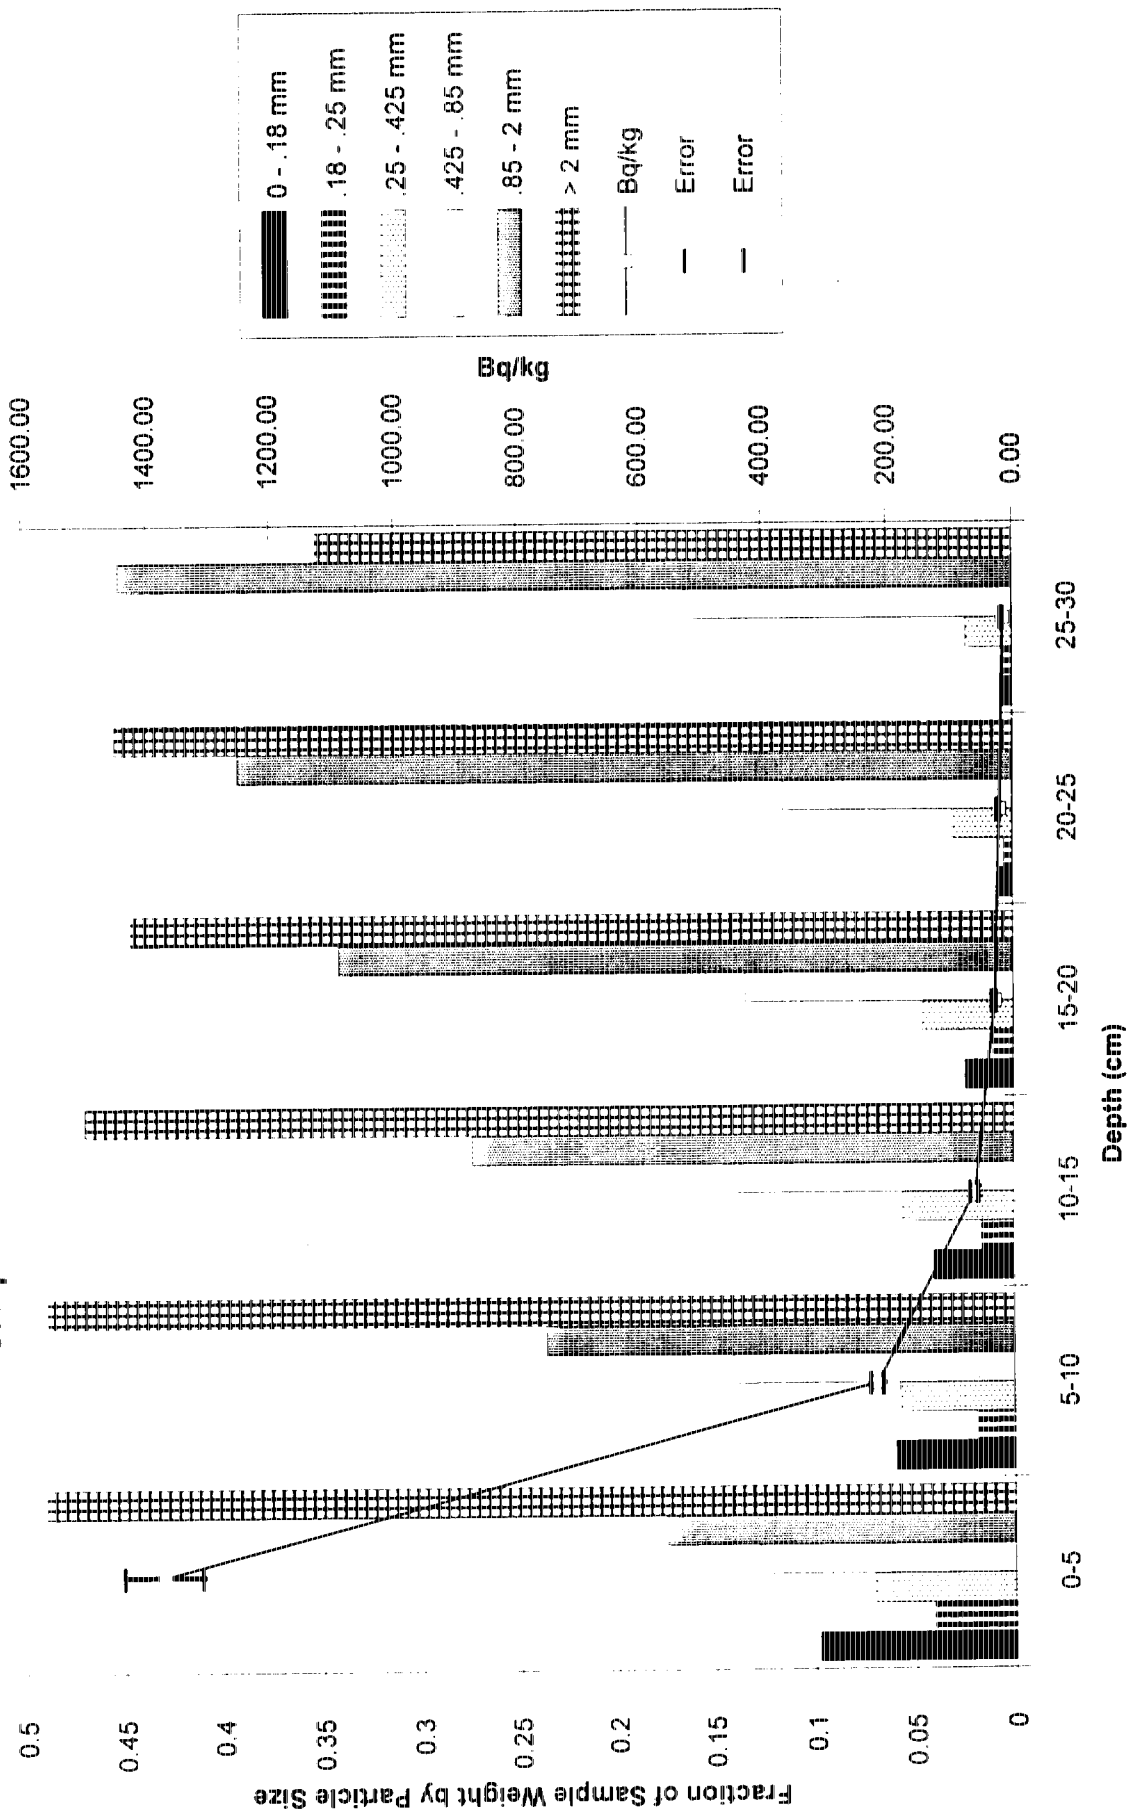 Fraction of Sample Weight by Particle Size
0.5
0.45
0.4
0.35
0.3
0.25
0.2
0.15
0.1
0.05
0
0-5
5-10
10-15
15-20
20-25
25-30
Depth (cm)
1600.00
1400.00
1200.00
1000.00
800.00
600.00
400.00
200.00
0.00
Bq/kg
0 - .18 mm
.18 - .25 mm
.25 - .425 mm
.425 - .85 mm
.85 - 2 mm
> 2 mm
Bq/kg
Error
Error